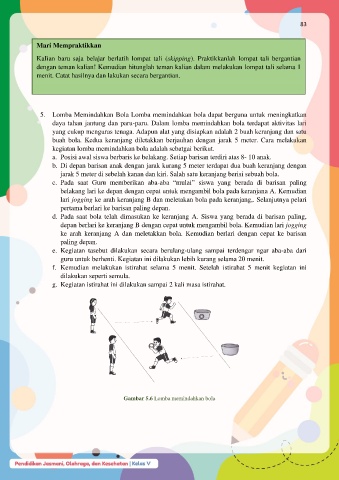 83
Mari Mempraktikkan
Kalian baru saja belajar berlatih lompat tali (skipping). Praktikkanlah lompat tali bergantian
dengan teman kalian! Kemudian hitunglah teman kalian dalam melakukan lompat tali selama 1
menit. Catat hasilnya dan lakukan secara bergantian.
5. Lomba Memindahkan Bola Lomba memindahkan bola dapat berguna untuk meningkatkan
daya tahan jantung dan paru-paru. Dalam lomba memindahkan bola terdapat aktivitas lari
yang cukup menguras tenaga. Adapun alat yang disiapkan adalah 2 buah keranjang dan satu
buah bola. Kedua keranjang diletakkan berjauhan dengan jarak 5 meter. Cara melakukan
kegiatan lomba memindahkan bola adalah sebagai berikut.
a. Posisi awal siswa berbaris ke belakang. Setiap barisan terdiri atas 8- 10 anak.
b. Di depan barisan anak dengan jarak kurang 5 meter terdapat dua buah keranjang dengan
jarak 5 meter di sebelah kanan dan kiri. Salah satu keranjang berisi sebuah bola.
c. Pada saat Guru memberikan aba-aba “mulai” siswa yang berada di barisan paling
belakang lari ke depan dengan cepat untuk mengambil bola pada keranjang A. Kemudian
lari jogging ke arah keranjang B dan meletakan bola pada keranjang,. Selanjutnya pelari
pertama berlari ke barisan paling depan.
d. Pada saat bola telah dimasukan ke keranjang A. Siswa yang berada di barisan paling,
depan berlari ke keranjang B dengan cepat untuk mengambil bola. Kemudian lari jogging
ke arah keranjang A dan meletakkan bola. Kemudian berlari dengan cepat ke barisan
paling depan.
e. Kegiatan tasebut dilakukan secara berulang-ulang sampai terdengar ngar aba-aba dari
guru untuk berhenti. Kegiatan ini dilakukan lebih kurang selama 20 menit.
f. Kemudian melakukan istirahat selama 5 menit. Setelah istirahat 5 menit kegiatan ini
dilakukan seperti semula.
g. Kegiatan istirahat ini dilakukan sampai 2 kali masa istirahat.
Gambar 5.6 Lomba memindahkan bola
Pendidikan Jasmani, Olahraga, dan Kesehatan | Kelas V